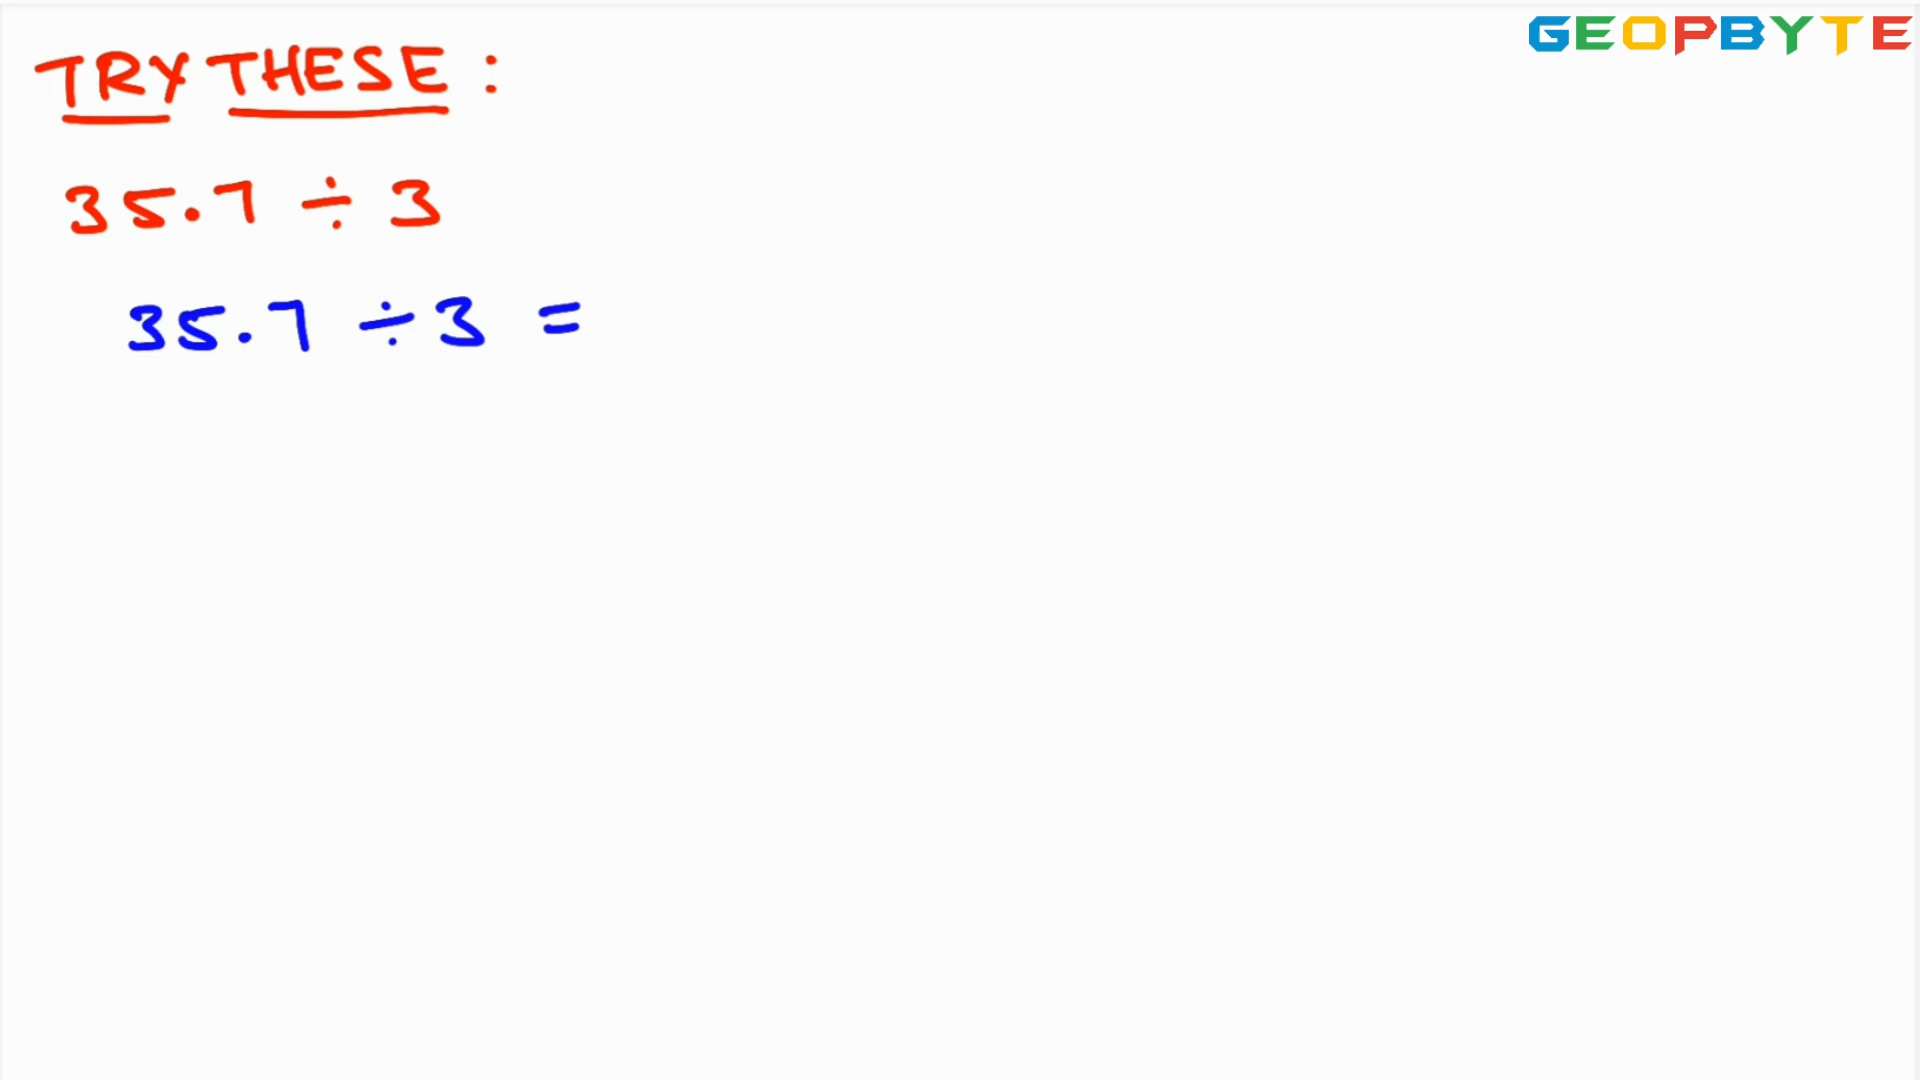 GEOPBYTE
TRY THESE :
35.7 ÷ 3
35.7 ÷ 3 =